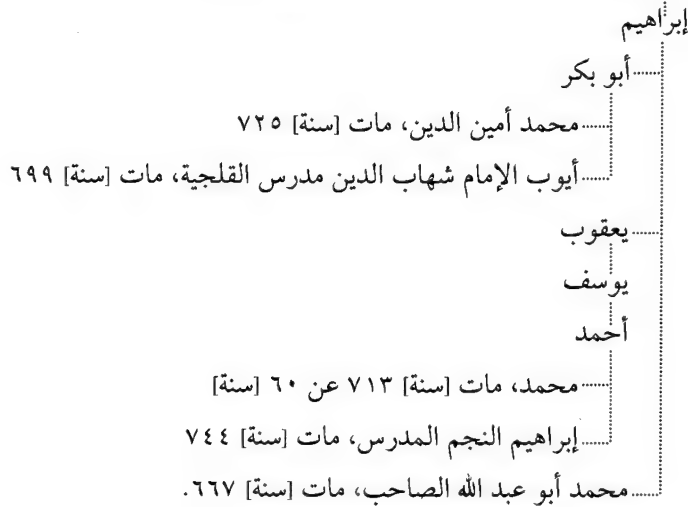 إبراهيم
أبو بكر
محمد أمين الدين، مات [سنة] ٧٢٥
أيوب الإمام شهاب الدين مدرس القلجية، مات [سنة] ٦٩٩
يعقوب
يوسف
أحمد
محمد، مات [سنة] ٧١٣ عن ٦٠ [سنة]
إبراهيم النجم المدرس، مات [سنة] ٧٤٤
محمد أبو عبد الله الصاحب، مات [سنة] ٦٦٧.